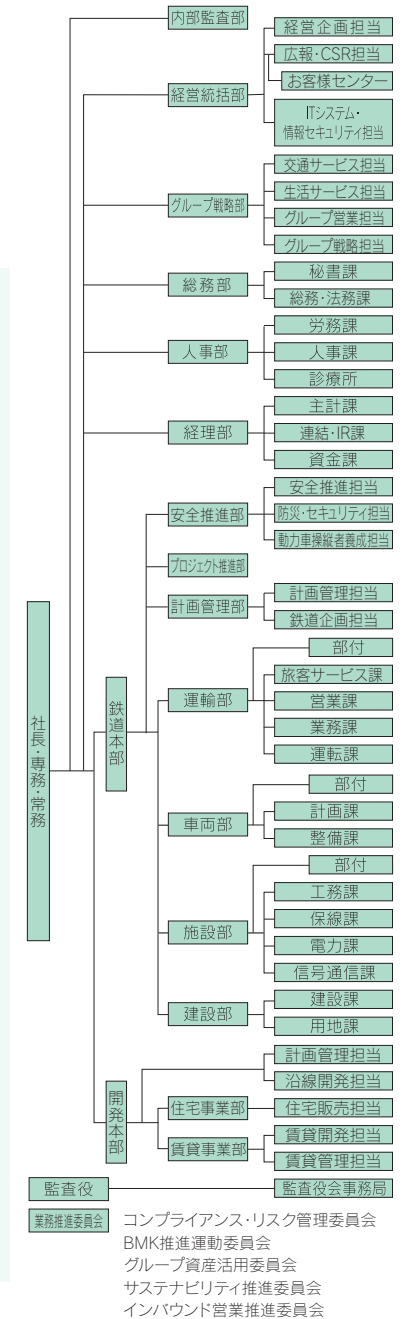 内部監査部
経営統括部
経営企画担当
広報・CSR担当
お客様センター
ITシステム・
情報セキュリティ担当
グループ戦略部
交通サービス担当
生活サービス担当
グループ営業担当
グループ戦略担当
総務部
秘書課
総務・法務課
人事部
労務課
人事課
診療所
経理部
主計課
連結・IR課
資金課
社長・専務・常務
鉄道本部
安全推進部
安全推進担当
防災・セキュリティ担当
動力車操縦者養成担当
プロジェクト推進部
計画管理部
計画管理担当
鉄道企画担当
運輸部
部付
旅客サービス課
営業課
業務課
運転課
車両部
部付
計画課
整備課
施設部
部付
工務課
保線課
電力課
信号通信課
建設部
建設課
用地課
開発本部
計画管理担当
沿線開発担当
住宅事業部
住宅販売担当
賃貸事業部
賃貸開発担当
賃貸管理担当
監査役
監査役会事務局
業務推進委員会
コンプライアンス・リスク管理委員会
BMK推進運動委員会
グループ資産活用委員会
サステナビリティ推進委員会
インバウンド営業推進委員会